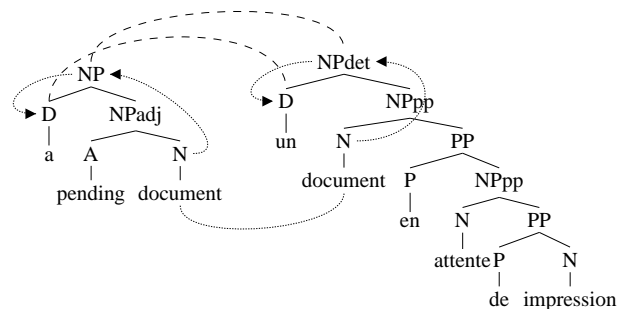 NP NPdet
D NPadj D NPpp
a A N un N PP
pending document document P NPpp
en N PP
attente P N
de impression